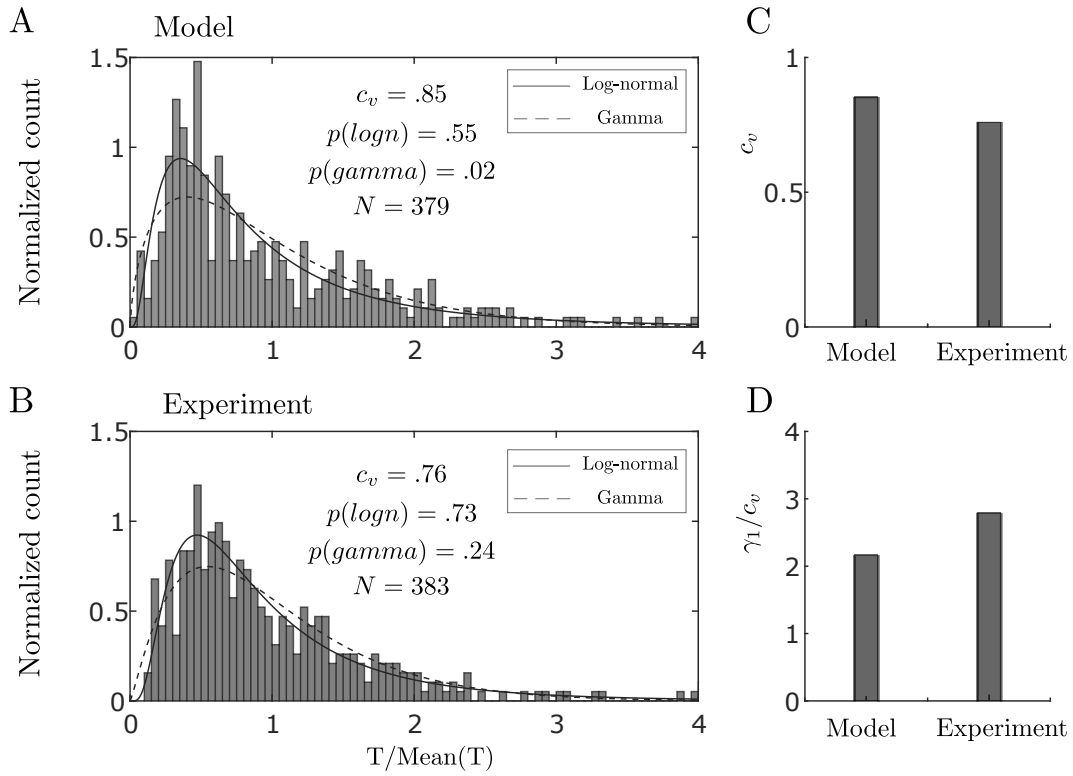 A
Model
Normalized count
1.5
1
0.5
0
c_v = .85
p(logn) = .55
p(gamma) = .02
N = 379
Log-normal
Gamma
0
1
2
3
4
B
Experiment
Normalized count
1.5
1
0.5
0
c_v = .76
p(logn) = .73
p(gamma) = .24
N = 383
Log-normal
Gamma
0
1
2
3
4
T/Mean(T)
C
c_v
1
0.5
0
Model
Experiment
D
γ_1/c_v
4
3
2
1
0
Model
Experiment